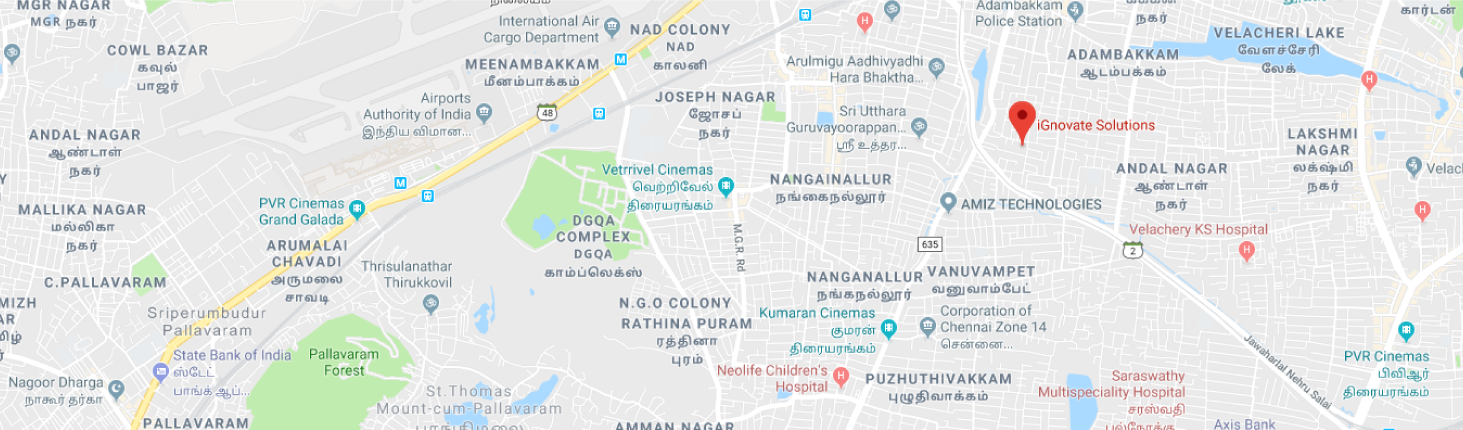 MGR NAGAR
MGR நகர்
COWL BAZAR
கவுல்
பஜார்
ANDAL NAGAR
ஆண்டாள்
நகர்
MALLIKA NAGAR
மல்லிகா
நகர்
C.PALLAVARAM
Sriperumbudur
Pallavaram
State Bank of India
ஸ்டேட்
பாங்க் ஆப்...
Nagoor Dharga
நாகூர் தர்கா
PALLAVARAM
PVR Cinemas
Grand Galada
ARUMALAI
CHAVADI
அருமலை
சாவடி
Pallavaram
Forest
Thrisulanathar
Thirukkovil
Airports
Authority of India
இந்திய விமான...
48
MEENAMBAKKAM
மீனம்பாக்கம்
International Air
Cargo Department
M
M
NAD COLONY
NAD
காலனி
JOSEPH NAGAR
ஜோசப்
நகர்
Vetrrivel Cinemas
வெற்றிவேல்
திரையரங்கம்
DGQA
COMPLEX
DGQA
காம்ப்லெக்ஸ்
N.G.O COLONY
RATHINA PURAM
ரத்தினா
புரம்
M.G.R. Rd
St.Thomas
Mount-cum-Pallavaram
AMMAN NAGAR
Neolife Children's
Hospital
H
Arulmigu Aadhivyadhi
Hara Bhaktha...
Sri Utthara
Guruvayoorappan...
ஸ்ரீ உத்தர...
NANGAINALLUR
நங்கைநல்லூர்
NANGANALLUR
நங்கநல்லூர்
Kumaran Cinemas
குமரன்
திரையரங்கம்
VANUVAMPET
வனுவாம்பேட்
Corporation of
Chennai Zone 14
சென்னை...
PUZHUTHIVAKKAM
புழுதிவாக்கம்
635
AMIZ TECHNOLOGIES
iGnovate Solutions
Adambakkam
Police Station
H
ADAMBAKKAM
ஆடம்பக்கம்
நகர்
VELACHERI LAKE
வேளச்சேரி
லேக்
கார்டன்
H
LAKSHMI
NAGAR
லக்ஷ்மி
நகர்
ANDAL NAGAR
ஆண்டாள்
நகர்
Velachery KS Hospital
H
2
H
Jawaharlal Nehru Salai
Saraswathy
Multispeciality Hospital
சரஸ்வதி
PVR Cinemas
பிவிஆர்
திரையரங்கம்
Axis Bank